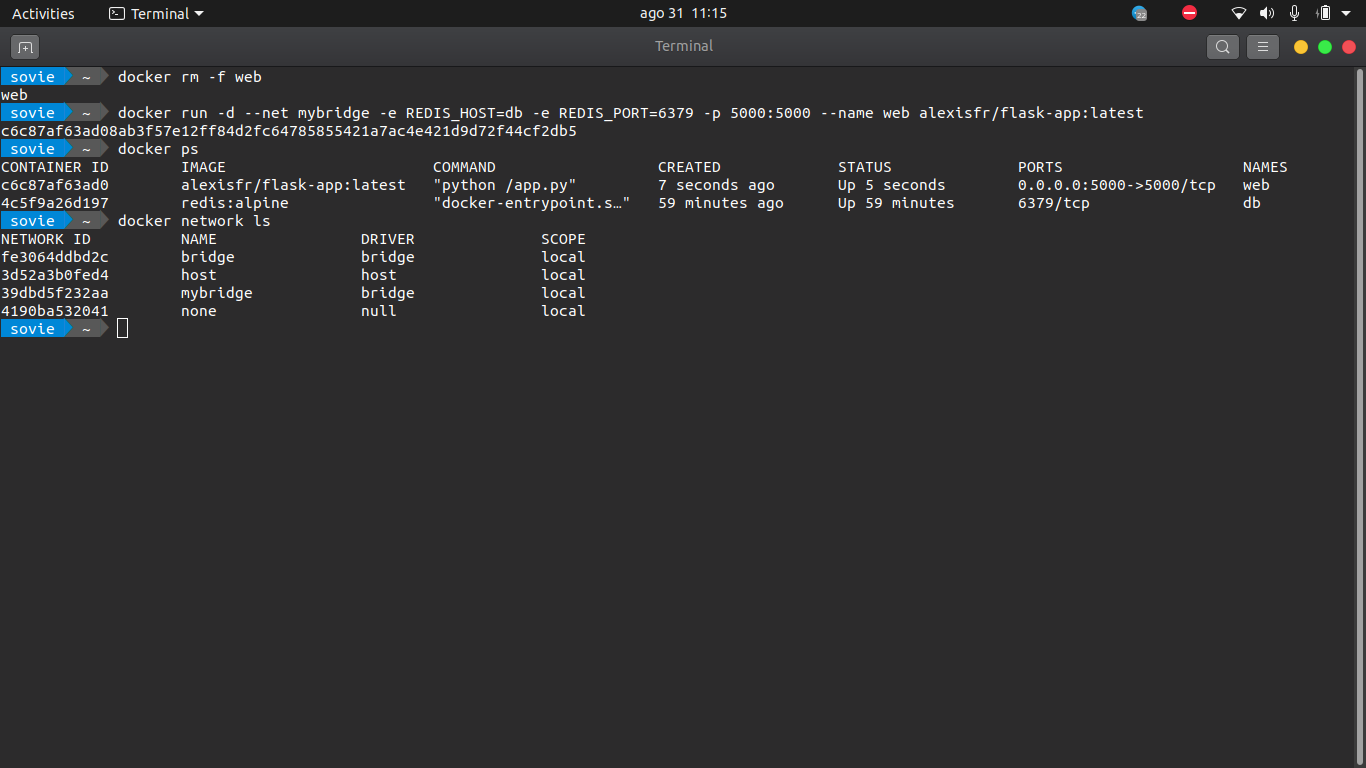 Activities Terminal ago 31 11:15 22
Terminal
sovie ~ docker rm -f web
web
sovie ~ docker run -d --net mybridge -e REDIS_HOST=db -e REDIS_PORT=6379 -p 5000:5000 --name web alexisfr/flask-app:latest
c6c87af63ad08ab3f57e12ff84d2fc64785855421a7ac4e421d9d72f44cf2db5
sovie ~ docker ps
CONTAINER ID IMAGE COMMAND CREATED STATUS PORTS NAMES
c6c87af63ad0 alexisfr/flask-app:latest "python /app.py" 7 seconds ago Up 5 seconds 0.0.0.0:5000->5000/tcp web
4c5f9a26d197 redis:alpine "docker-entrypoint.s…" 59 minutes ago Up 59 minutes 6379/tcp db
sovie ~ docker network ls
NETWORK ID NAME DRIVER SCOPE
fe3064ddbd2c bridge bridge local
3d52a3b0fed4 host host local
39dbd5f232aa mybridge bridge local
4190ba532041 none null local
sovie ~